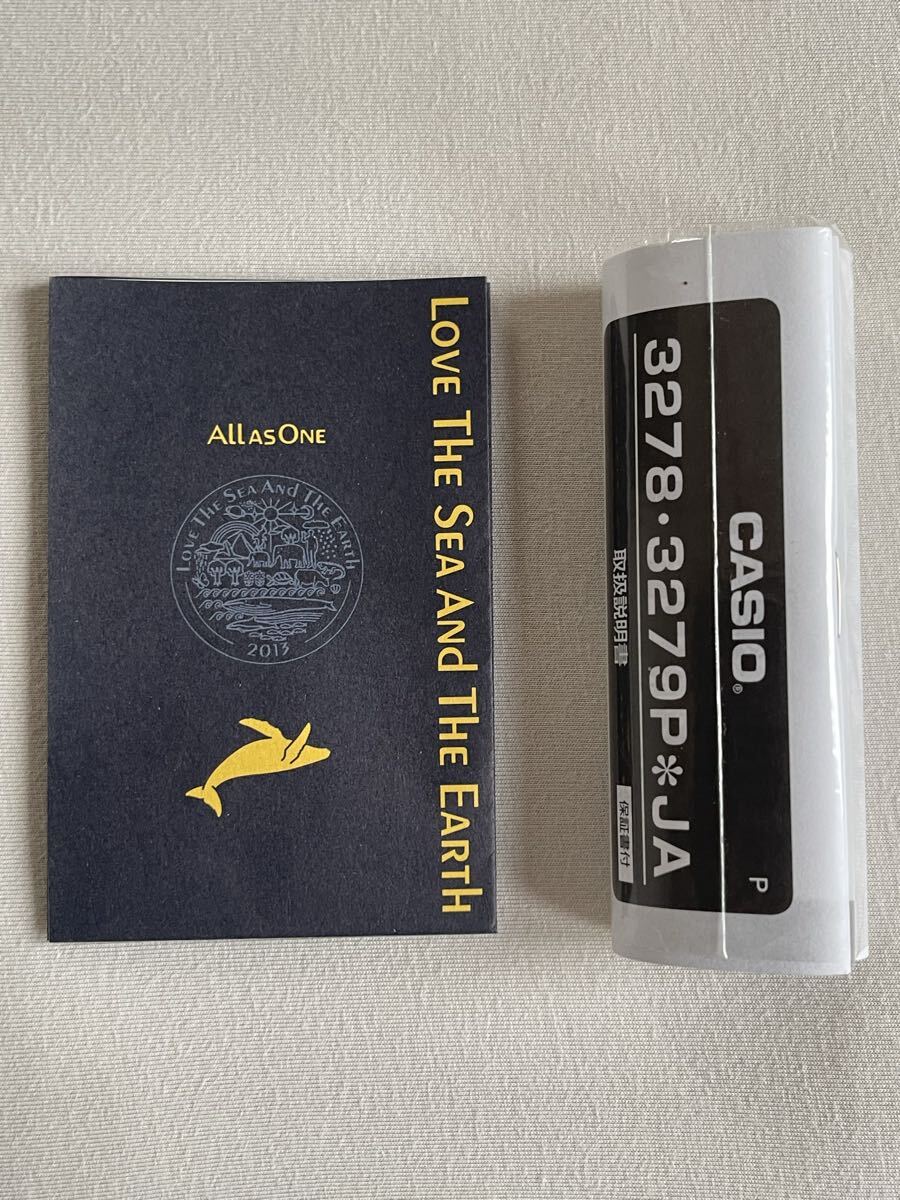 LOVE THE SEA AND THE EARTH
ALL AS ONE
LOVE THE SEA AND THE EARTH
2013
CASIO®
3278・3279P＊JA
取扱説明書
保証書付
P